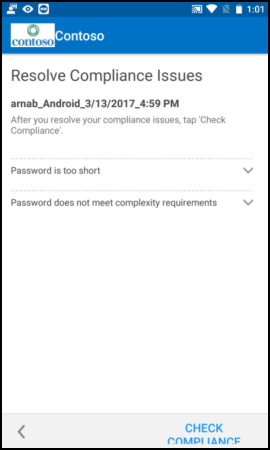 1:01
contoso
Contoso
Resolve Compliance Issues
arnab_Android_3/13/2017_4:59 PM
After you resolve your compliance issues, tap 'Check
Compliance'.
Password is too short
Password does not meet complexity requirements
CHECK
COMPLIANCE